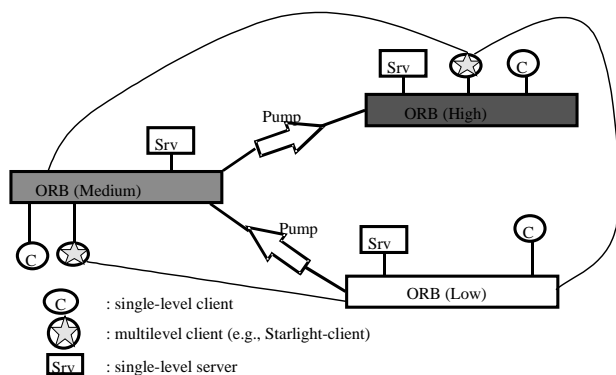 Srv
C
Pump
ORB (High)
Srv
ORB (Medium)
Pump
C
Srv
C
ORB (Low)
C : single-level client
: multilevel client (e.g., Starlight-client)
Srv : single-level server